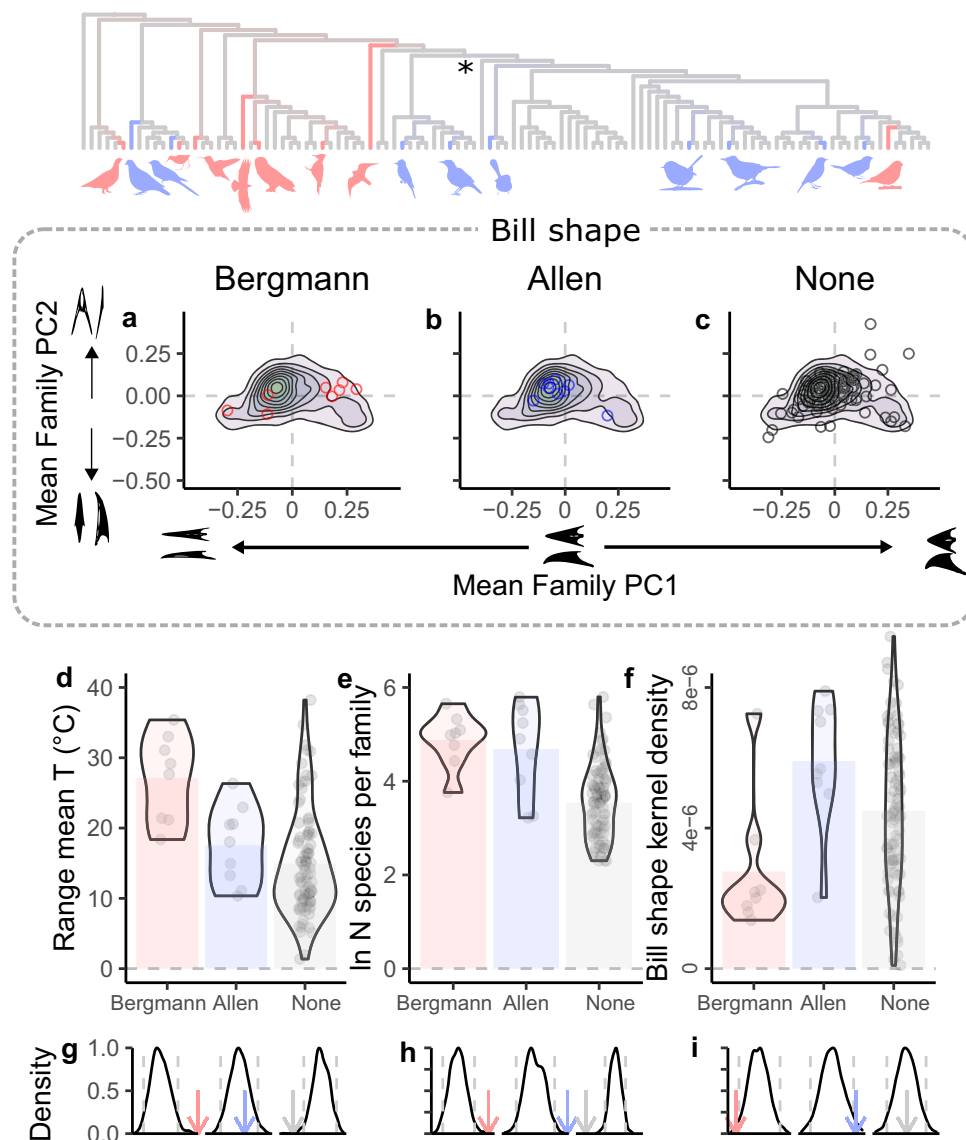 *
Bill shape
Bergmann Allen None
Mean Family PC2
a b c
0.25
0.00
−0.25
−0.50
−0.25 0 0.25 −0.25 0 0.25 −0.25 0 0.25
Mean Family PC1
d e f
Range mean T (°C)
40
30
20
10
0
Bergmann Allen None
ln N species per family
6
4
2
0
Bergmann Allen None
Bill shape kernel density
8e−6
4e−6
0
Bergmann Allen None
g h i
Density
1.0
0.5
0.0